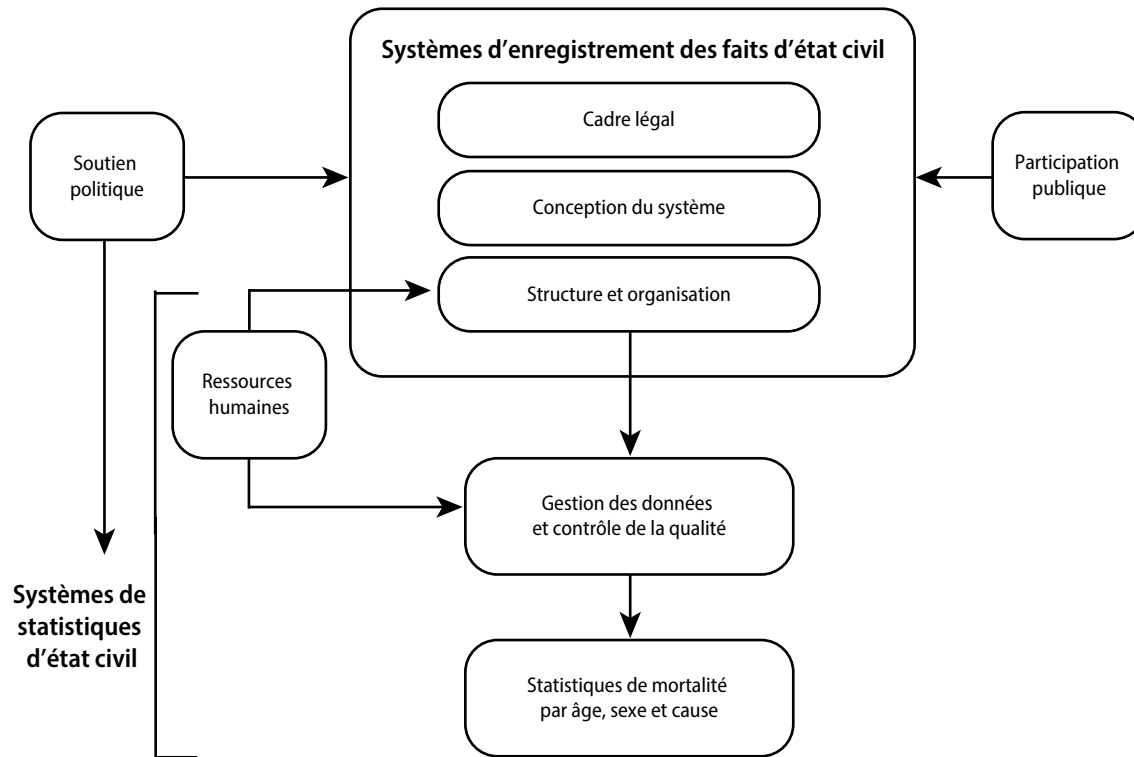 Systèmes d’enregistrement des faits d’état civil
Cadre légal
Soutien
politique
Participation
publique
Conception du système
Structure et organisation
Ressources
humaines
Gestion des données
et contrôle de la qualité
Systèmes de
statistiques
d’état civil
Statistiques de mortalité
par âge, sexe et cause